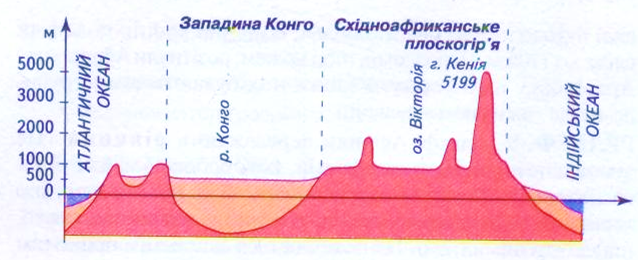 Западина Конго
Східноафриканське
плоскогір'я
м
5000
3000
2000
1000
500
0
АТЛАНТИЧНИЙ
ОКЕАН
р. Конго
оз. Вікторія
г. Кенія
5199
ІНДІЙСЬКИЙ
ОКЕАН